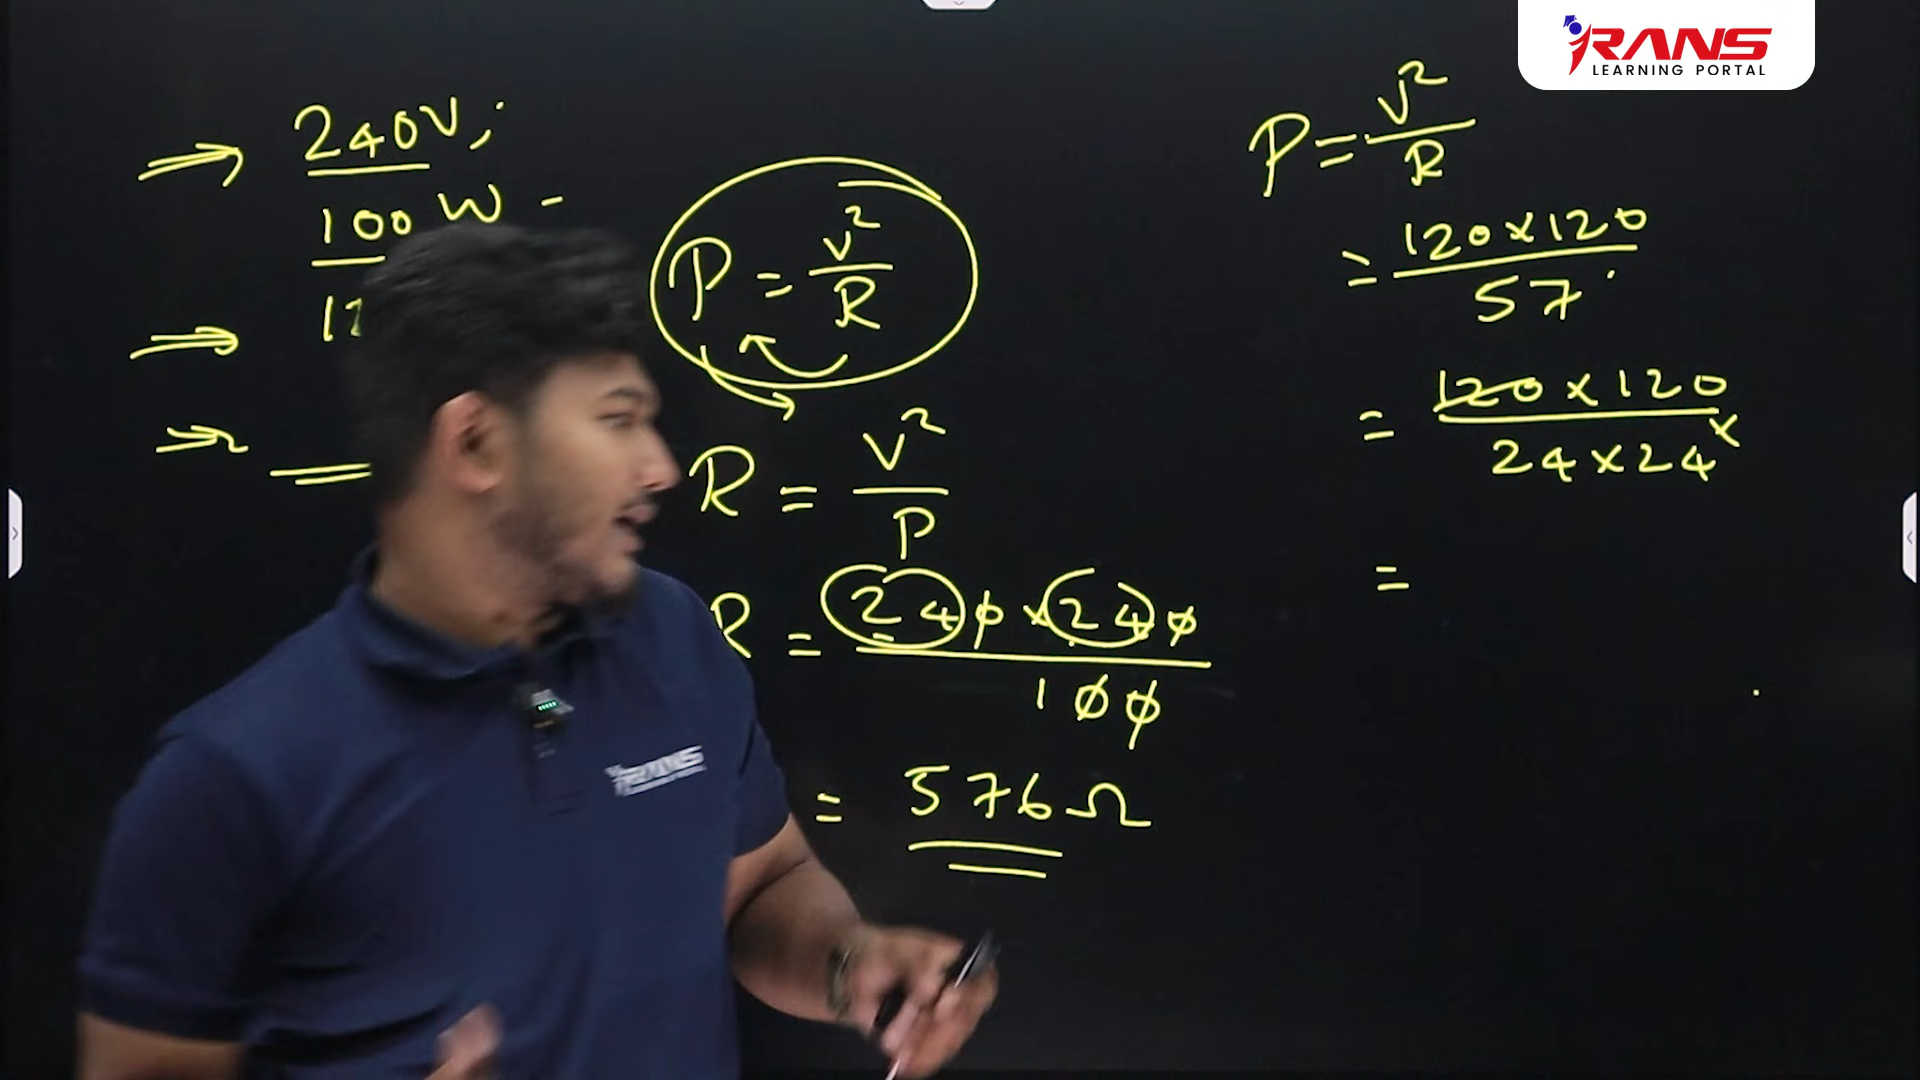 RANS
LEARNING PORTAL
240V;
100 W -
P = V²/R
R = V²/P
R = 240 × 240 / 100
= 576 Ω
P = V²/R
= 120 × 120 / 57
= 120 × 120 / 24 × 24
=
RANS